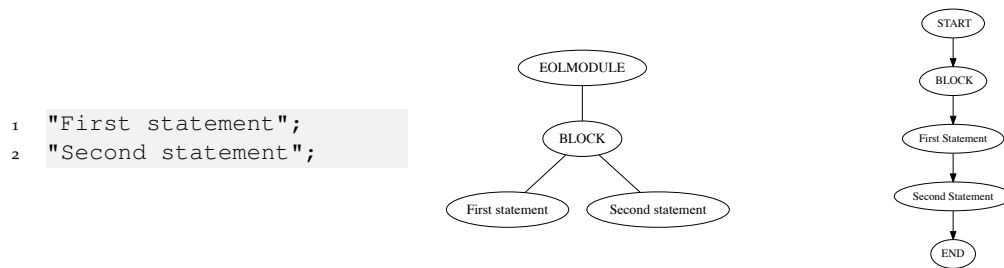 1 "First statement";
2 "Second statement";
EOLMODULE
BLOCK
First statement Second statement
START
BLOCK
First Statement
Second Statement
END